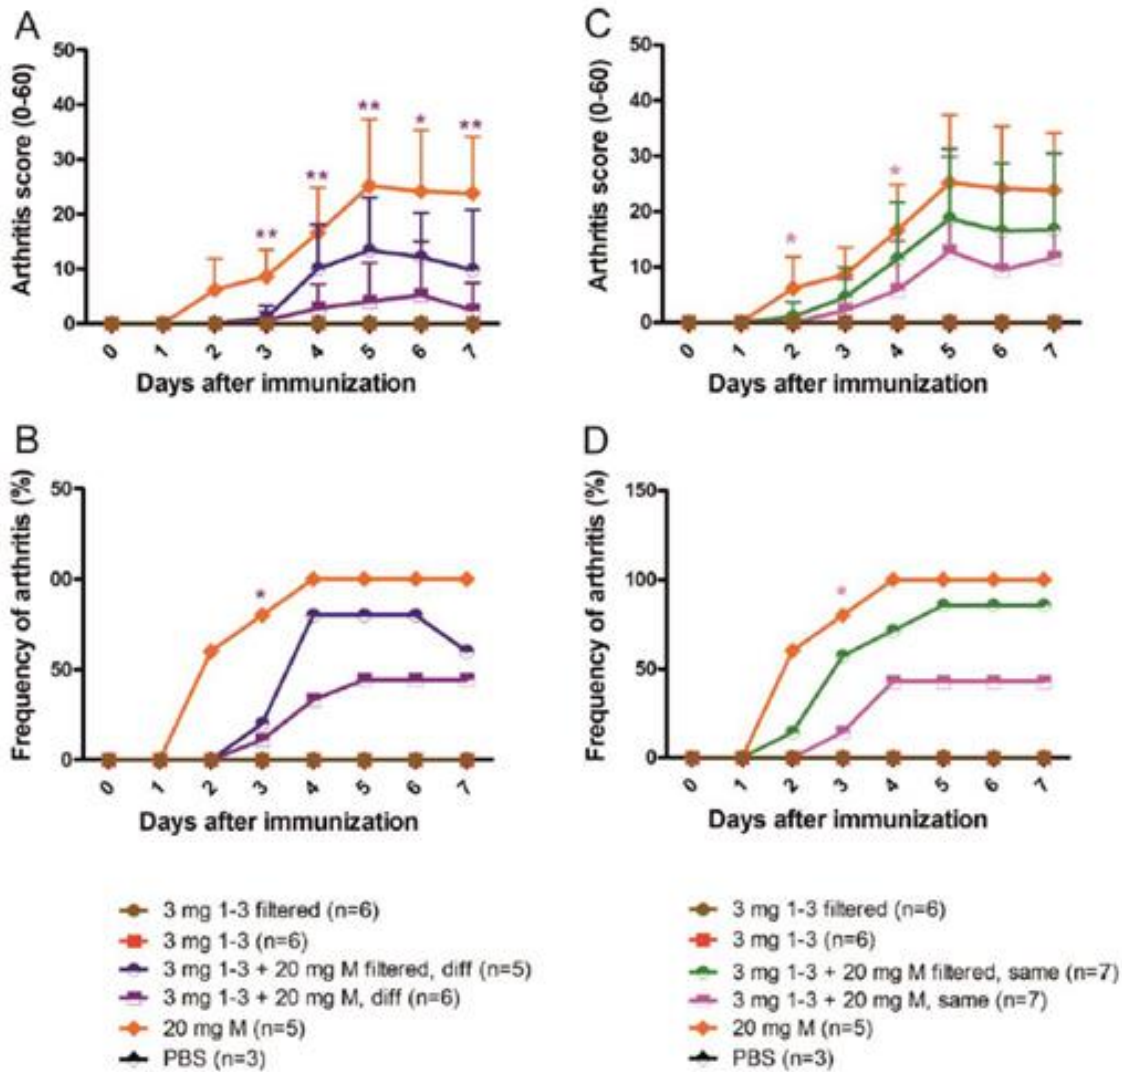 A
Arthritis score (0-60)
50
40
30
20
10
0
** ** ** * **
0 1 2 3 4 5 6 7
Days after immunization
C
Arthritis score (0-60)
50
40
30
20
10
0
* *
0 1 2 3 4 5 6 7
Days after immunization
B
Frequency of arthritis (%)
50
00
50
0
*
0 1 2 3 4 5 6 7
Days after immunization
D
Frequency of arthritis (%)
150
100
50
0
*
0 1 2 3 4 5 6 7
Days after immunization
3 mg 1-3 filtered (n=6)
3 mg 1-3 (n=6)
3 mg 1-3 + 20 mg M filtered, diff (n=5)
3 mg 1-3 + 20 mg M, diff (n=6)
20 mg M (n=5)
PBS (n=3)
3 mg 1-3 filtered (n=6)
3 mg 1-3 (n=6)
3 mg 1-3 + 20 mg M filtered, same (n=7)
3 mg 1-3 + 20 mg M, same (n=7)
20 mg M (n=5)
PBS (n=3)